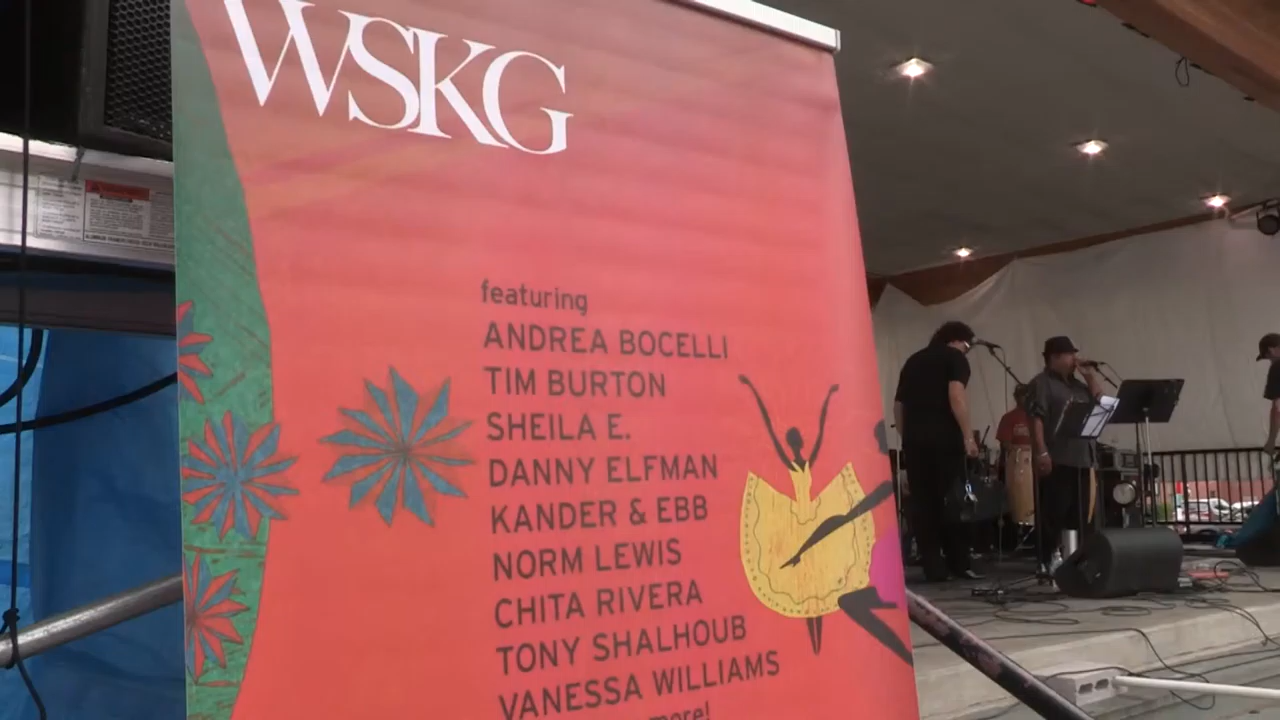 WSKG
featuring
ANDREA BOCELLI
TIM BURTON
SHEILA E.
DANNY ELFMAN
KANDER & EBB
NORM LEWIS
CHITA RIVERA
TONY SHALHOUB
VANESSA WILLIAMS
more!